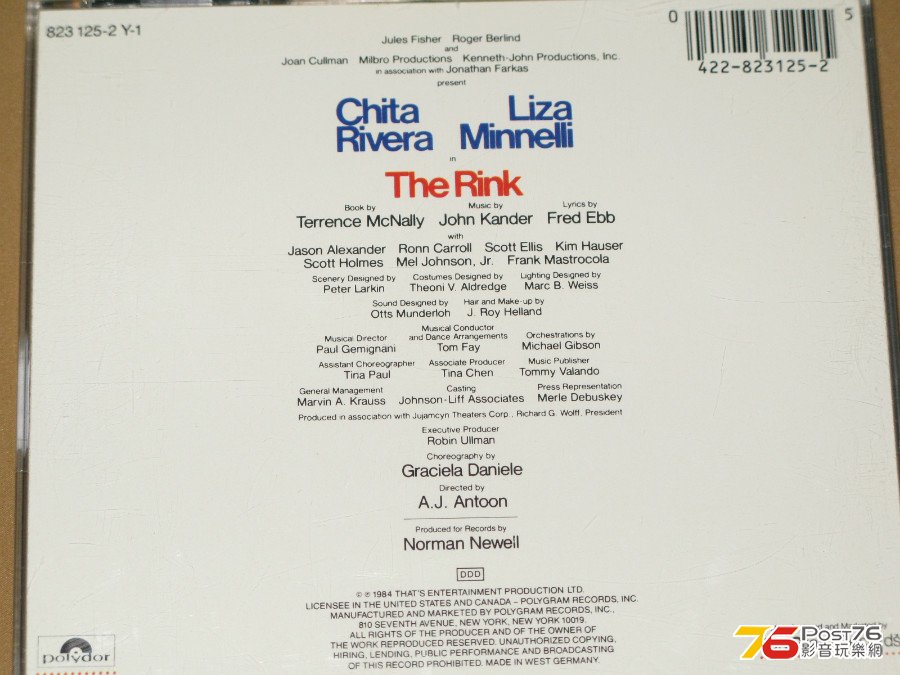 823 125-2 Y-1
0 5
422-823125-2
Jules Fisher Roger Berlind
and
Joan Cullman Milbro Productions Kenneth-John Productions, Inc.
in association with Jonathan Farkas
present
Chita Liza
Rivera Minnelli
in
The Rink
Book by Music by Lyrics by
Terrence McNally John Kander Fred Ebb
with
Jason Alexander Ronn Carroll Scott Ellis Kim Hauser
Scott Holmes Mel Johnson, Jr. Frank Mastrocola
Scenery Designed by Costumes Designed by Lighting Designed by
Peter Larkin Theoni V. Aldredge Marc B. Weiss
Sound Designed by Hair and Make-up by
Otts Munderloh J. Roy Helland
Musical Director Musical Conductor and Dance Arrangements Orchestrations by
Paul Gemignani Tom Fay Michael Gibson
Assistant Choreographer Associate Producer Music Publisher
Tina Paul Tina Chen Tommy Valando
General Management Casting Press Representation
Marvin A. Krauss Johnson-Liff Associates Merle Debuskey
Produced in association with Jujamcyn Theaters Corp., Richard G. Wolff, President
Executive Producer
Robin Ullman
Choreography by
Graciela Daniele
Directed by
A.J. Antoon
Produced for Records by
Norman Newell
DDD
© ℗ 1984 THAT'S ENTERTAINMENT PRODUCTION LTD.
LICENSEE IN THE UNITED STATES AND CANADA – POLYGRAM RECORDS, INC.
MANUFACTURED AND MARKETED BY POLYGRAM RECORDS, INC.,
810 SEVENTH AVENUE, NEW YORK, NEW YORK 10019.
ALL RIGHTS OF THE PRODUCER AND OF THE OWNER OF
THE WORK REPRODUCED RESERVED. UNAUTHORIZED COPYING,
HIRING, LENDING, PUBLIC PERFORMANCE AND BROADCASTING
OF THIS RECORD PROHIBITED. MADE IN WEST GERMANY.
polydor
and Marketed by
76 Post76
影音玩樂網